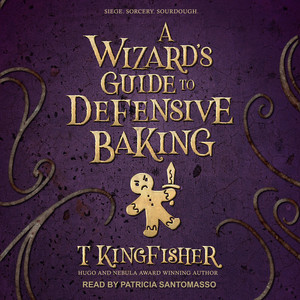 SIEGE. SORCERY. SOURDOUGH.
A
WIZARD'S
GUIDE TO
DEFENSIVE
BAKING
T KINGFISHER
HUGO AND NEBULA AWARD WINNING AUTHOR
READ BY PATRICIA SANTOMASSO